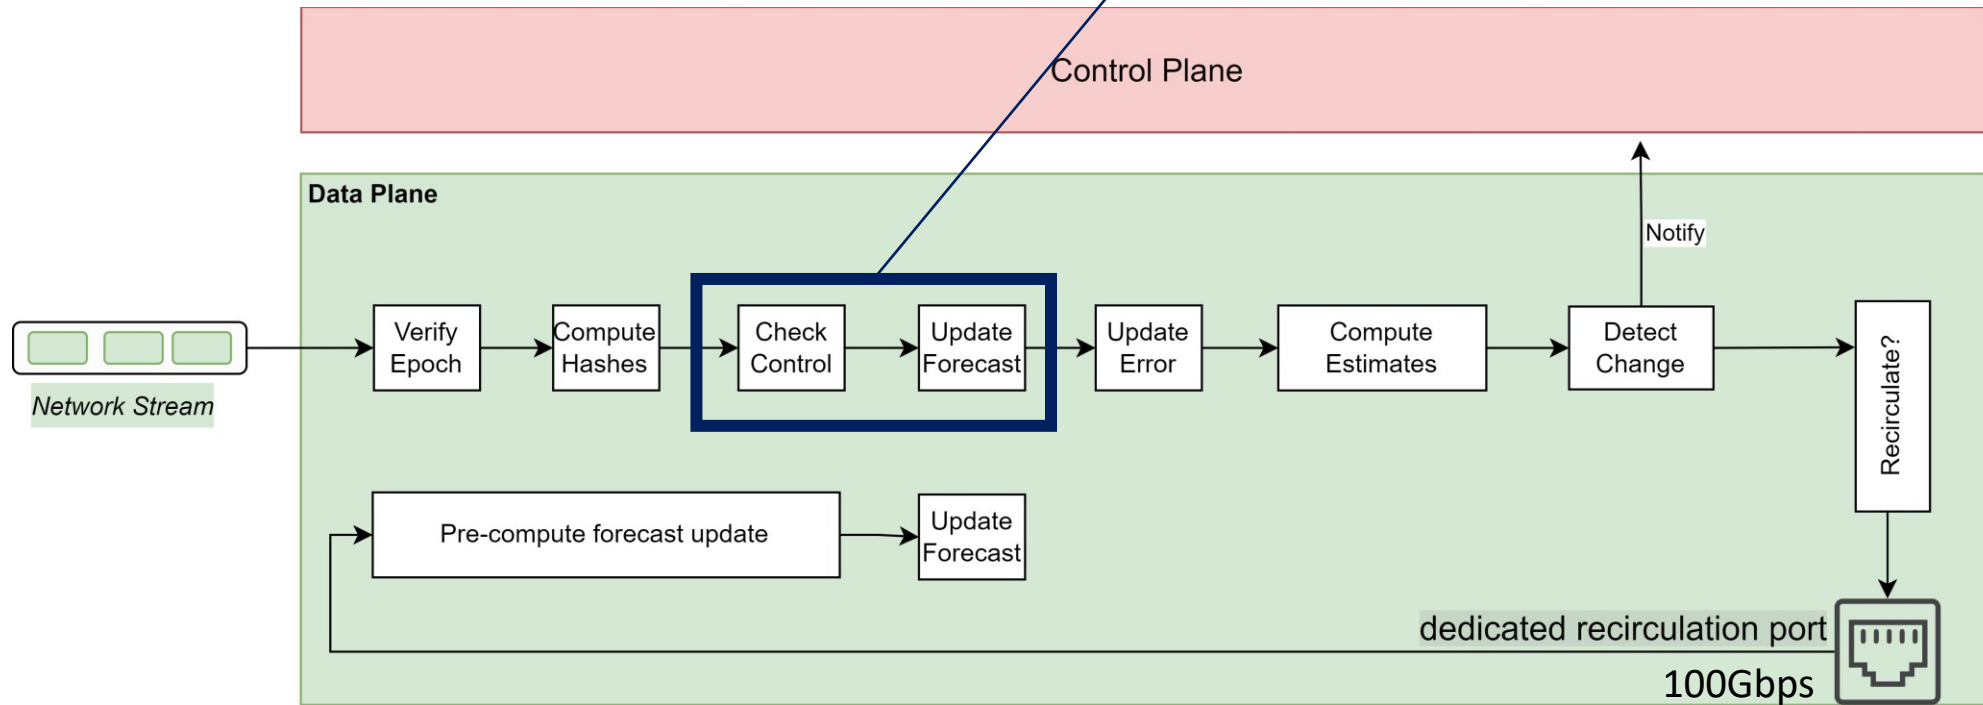 Control Plane
Data Plane
Notify
Verify
Epoch
Compute
Hashes
Check
Control
Update
Forecast
Update
Error
Compute
Estimates
Detect
Change
Recirculate?
Network Stream
Pre-compute forecast update
Update
Forecast
dedicated recirculation port
100Gbps